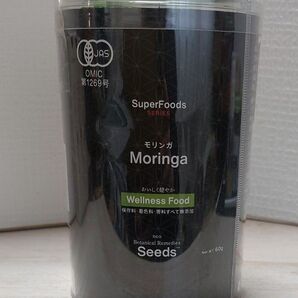 JAS
OMIC
第1269号
SuperFoods
SERIES
モリンガ
Moringa
おいしく健やか
Wellness Food
保存料・着色料・香料すべて無添加
Botanical Remedies
Seeds™
60g